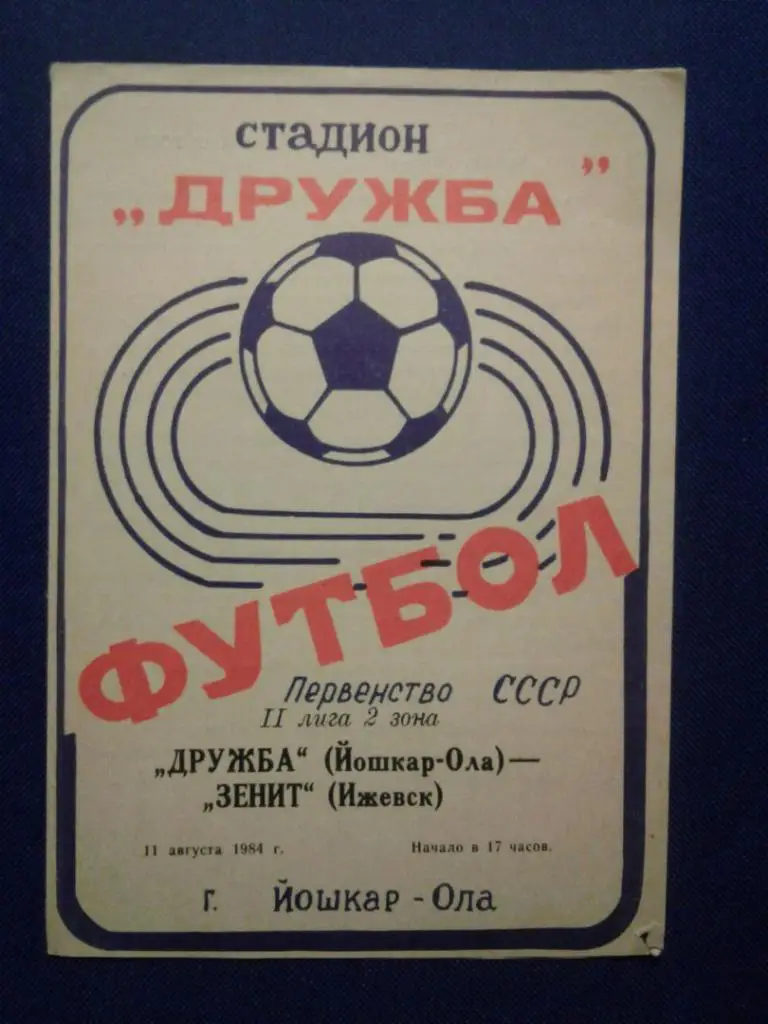 СТАДИОН
„ДРУЖБА”
ФУТБОЛ
Первенство СССР
II лига 2 зона
„ДРУЖБА“ (Йошкар-Ола) —
„ЗЕНИТ“ (Ижевск)
11 августа 1984 г. Начало в 17 часов.
г. Йошкар - Ола